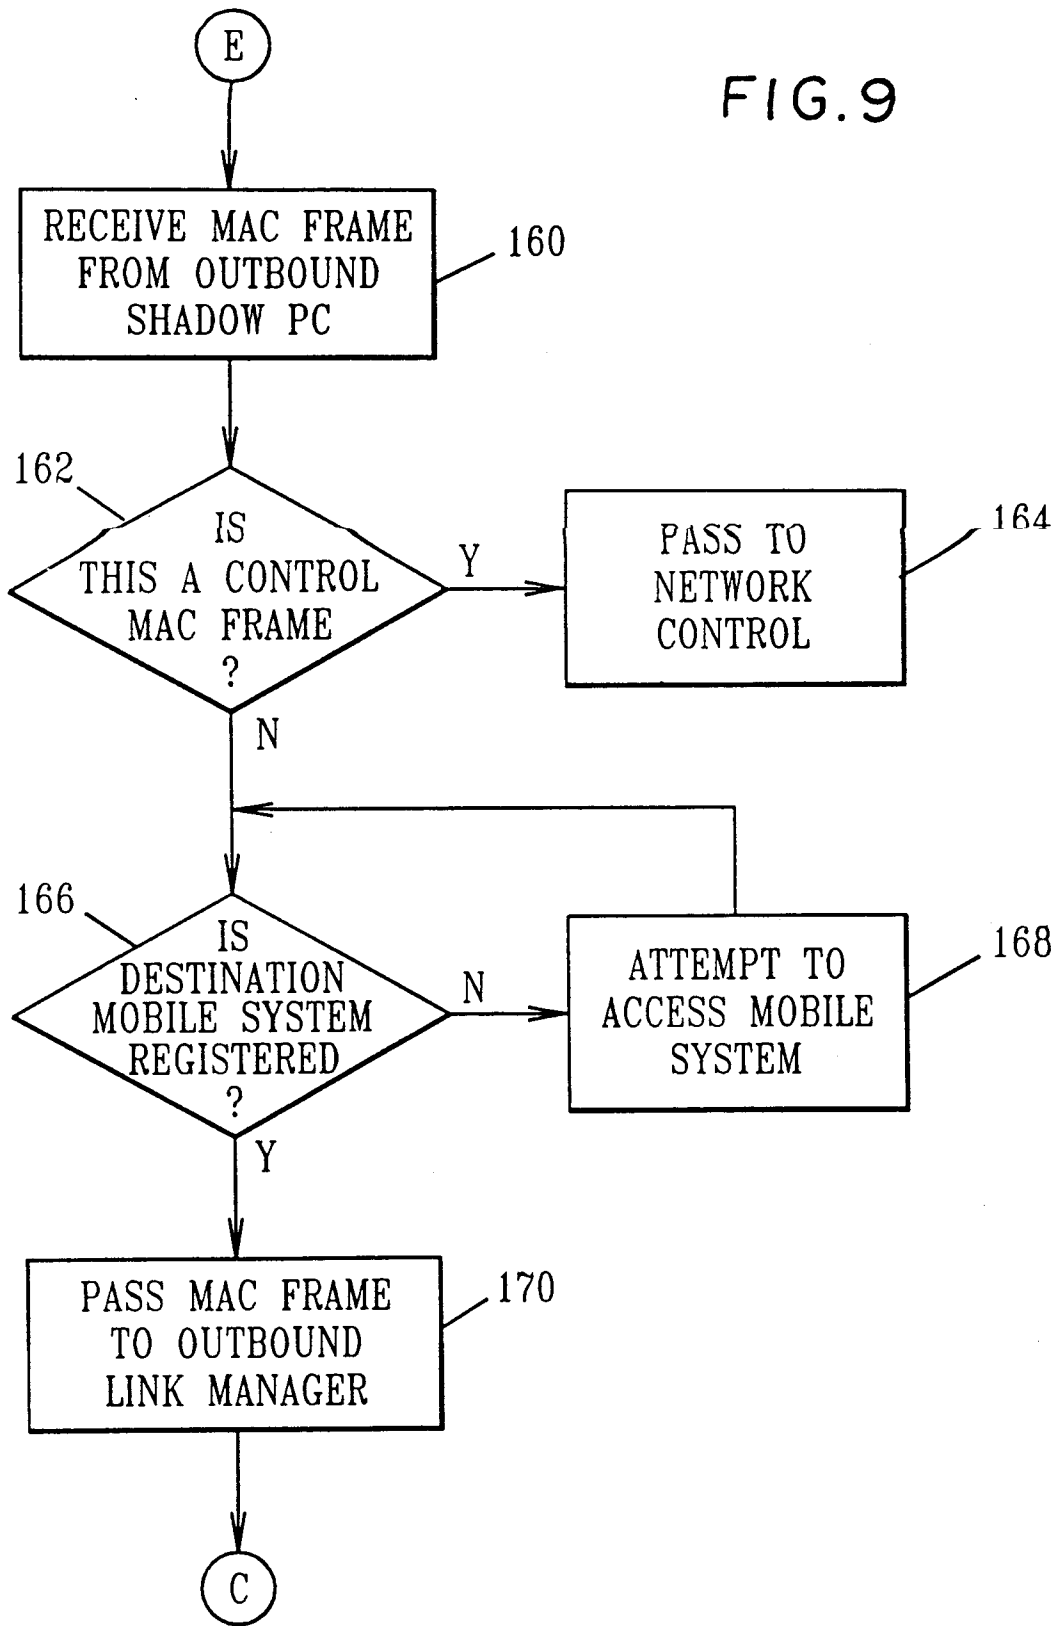 E
FIG.9
RECEIVE MAC FRAME
FROM OUTBOUND
SHADOW PC
160
162
IS
THIS A CONTROL
MAC FRAME
?
Y
N
PASS TO
NETWORK
CONTROL
164
166
IS
DESTINATION
MOBILE SYSTEM
REGISTERED
?
N
Y
ATTEMPT TO
ACCESS MOBILE
SYSTEM
168
PASS MAC FRAME
TO OUTBOUND
LINK MANAGER
170
C